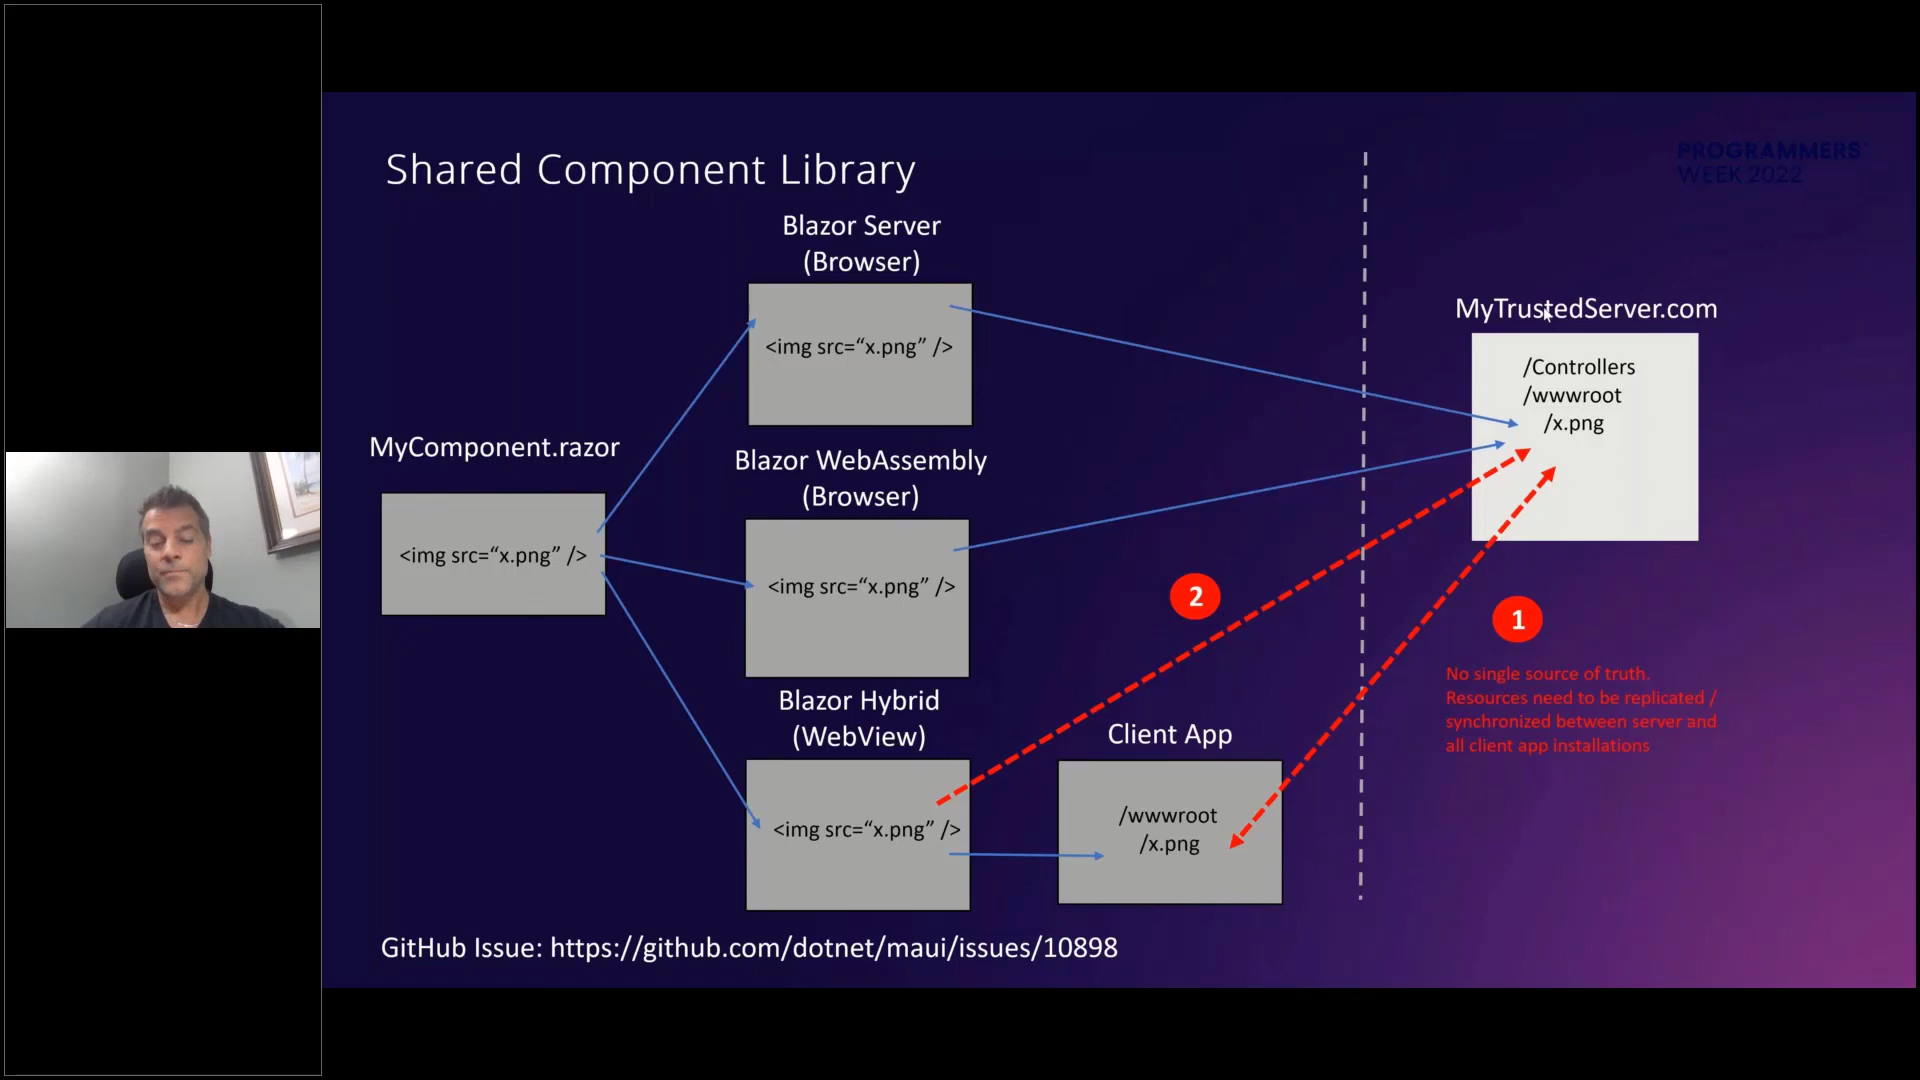 Shared Component Library
PROGRAMMERS'
WEEK 2022
Blazor Server
(Browser)
<img src=“x.png” />
MyTrustedServer.com
/Controllers
/wwwroot
/x.png
MyComponent.razor
<img src=“x.png” />
Blazor WebAssembly
(Browser)
<img src=“x.png” />
2
1
No single source of truth.
Resources need to be replicated /
synchronized between server and
all client app installations
Blazor Hybrid
(WebView)
<img src=“x.png” />
Client App
/wwwroot
/x.png
GitHub Issue: https://github.com/dotnet/maui/issues/10898